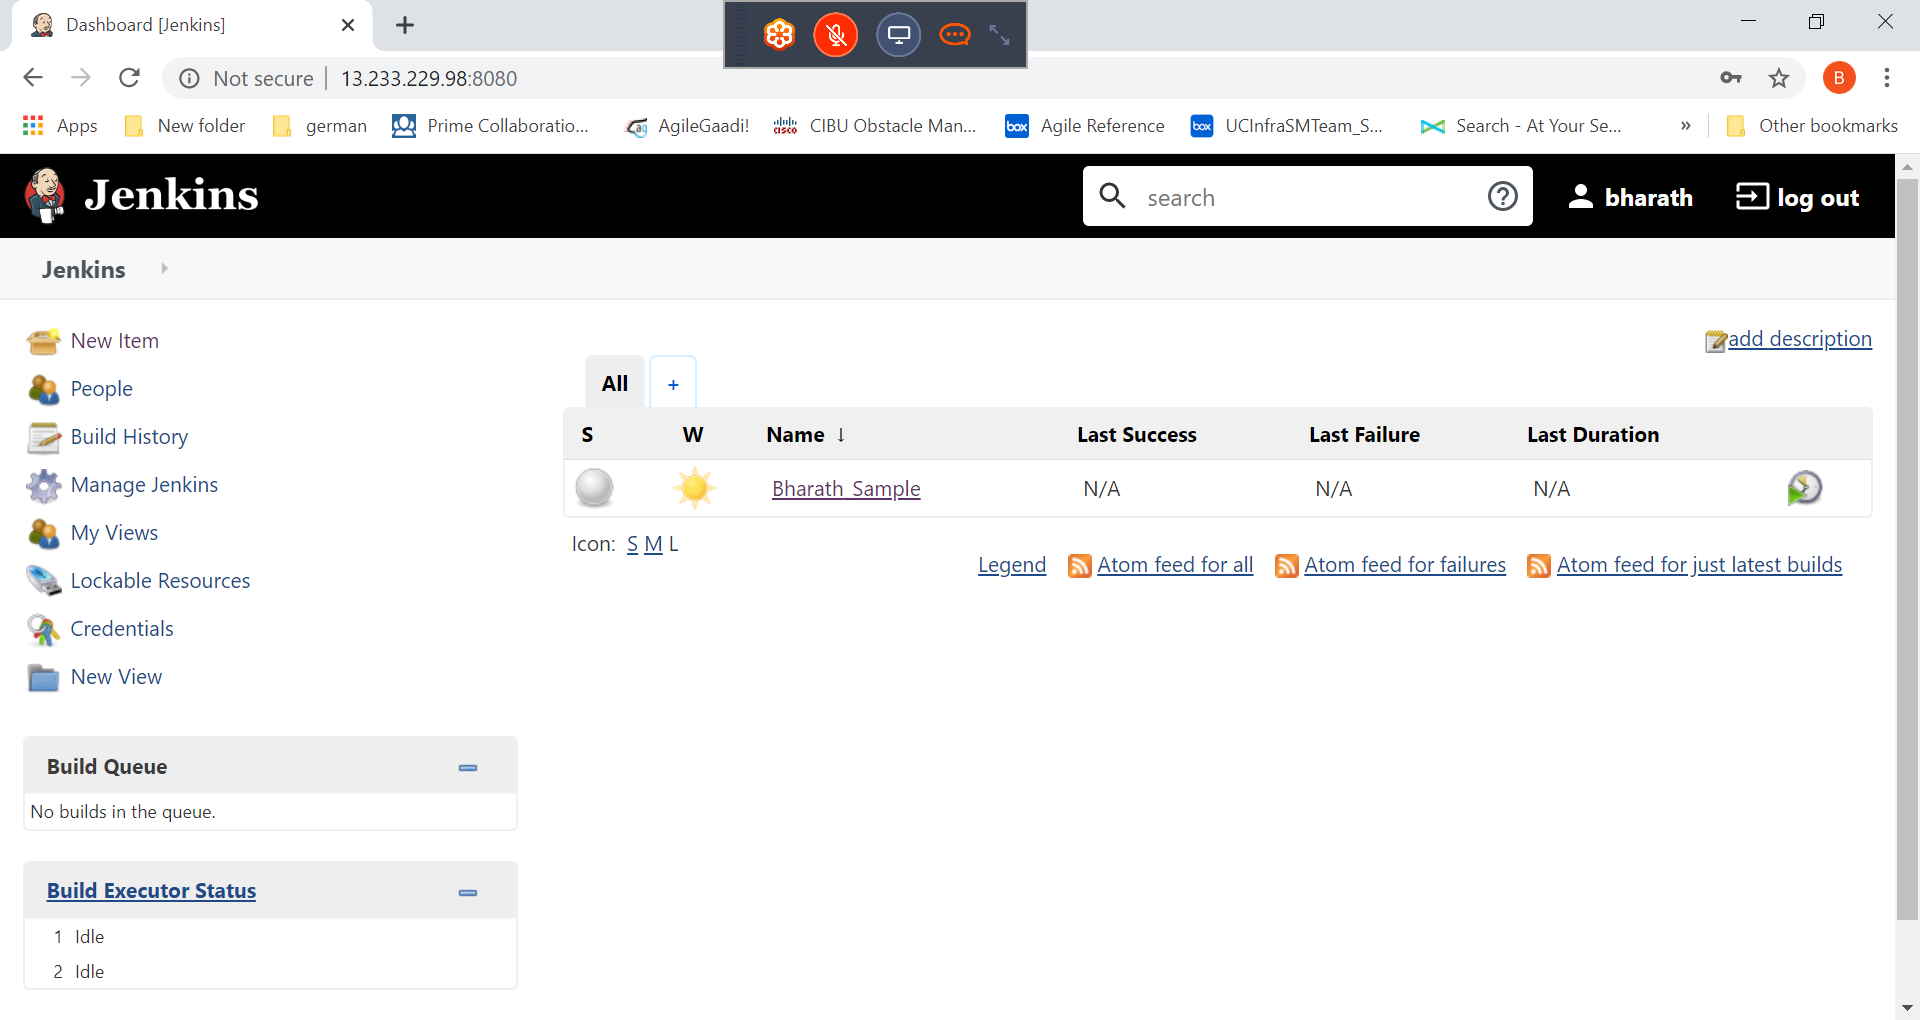 Dashboard [Jenkins]
Not secure 13.233.229.98:8080
B
Apps New folder german Prime Collaboratio... AgileGaadi! CIBU Obstacle Man... Agile Reference UCInfraSMTeam_S... Search - At Your Se... » Other bookmarks
Jenkins search bharath log out
Jenkins
New Item
People
Build History
Manage Jenkins
My Views
Lockable Resources
Credentials
New View
Build Queue
No builds in the queue.
Build Executor Status
1 Idle
2 Idle
add description
All +
S W Name ↓ Last Success Last Failure Last Duration
Bharath_Sample N/A N/A N/A
Icon: S M L
Legend Atom feed for all Atom feed for failures Atom feed for just latest builds